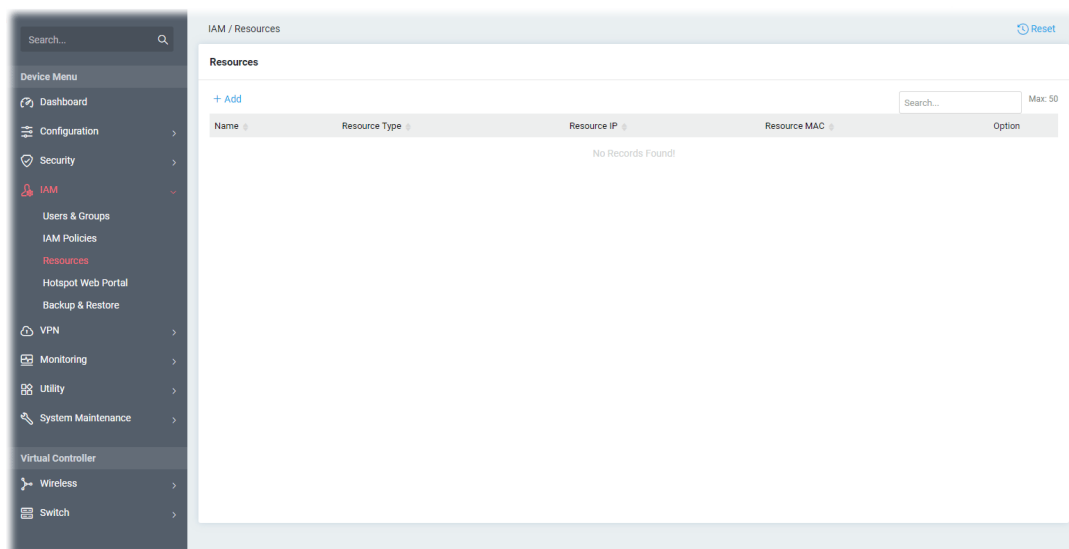 Search...
IAM / Resources
Reset
Resources
Device Menu
+ Add
Search...
Max: 50
Dashboard
Name
Resource Type
Resource IP
Resource MAC
Option
Configuration
No Records Found!
Security
IAM
Users & Groups
IAM Policies
Resources
Hotspot Web Portal
Backup & Restore
VPN
Monitoring
Utility
System Maintenance
Virtual Controller
Wireless
Switch